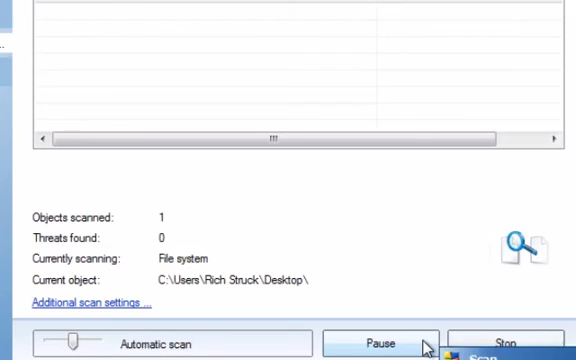 ...
Objects scanned: 1
Threats found: 0
Currently scanning: File system
Current object: C:\Users\Rich Struck\Desktop\
Additional scan settings ...
Automatic scan
Pause
Stop
Scan